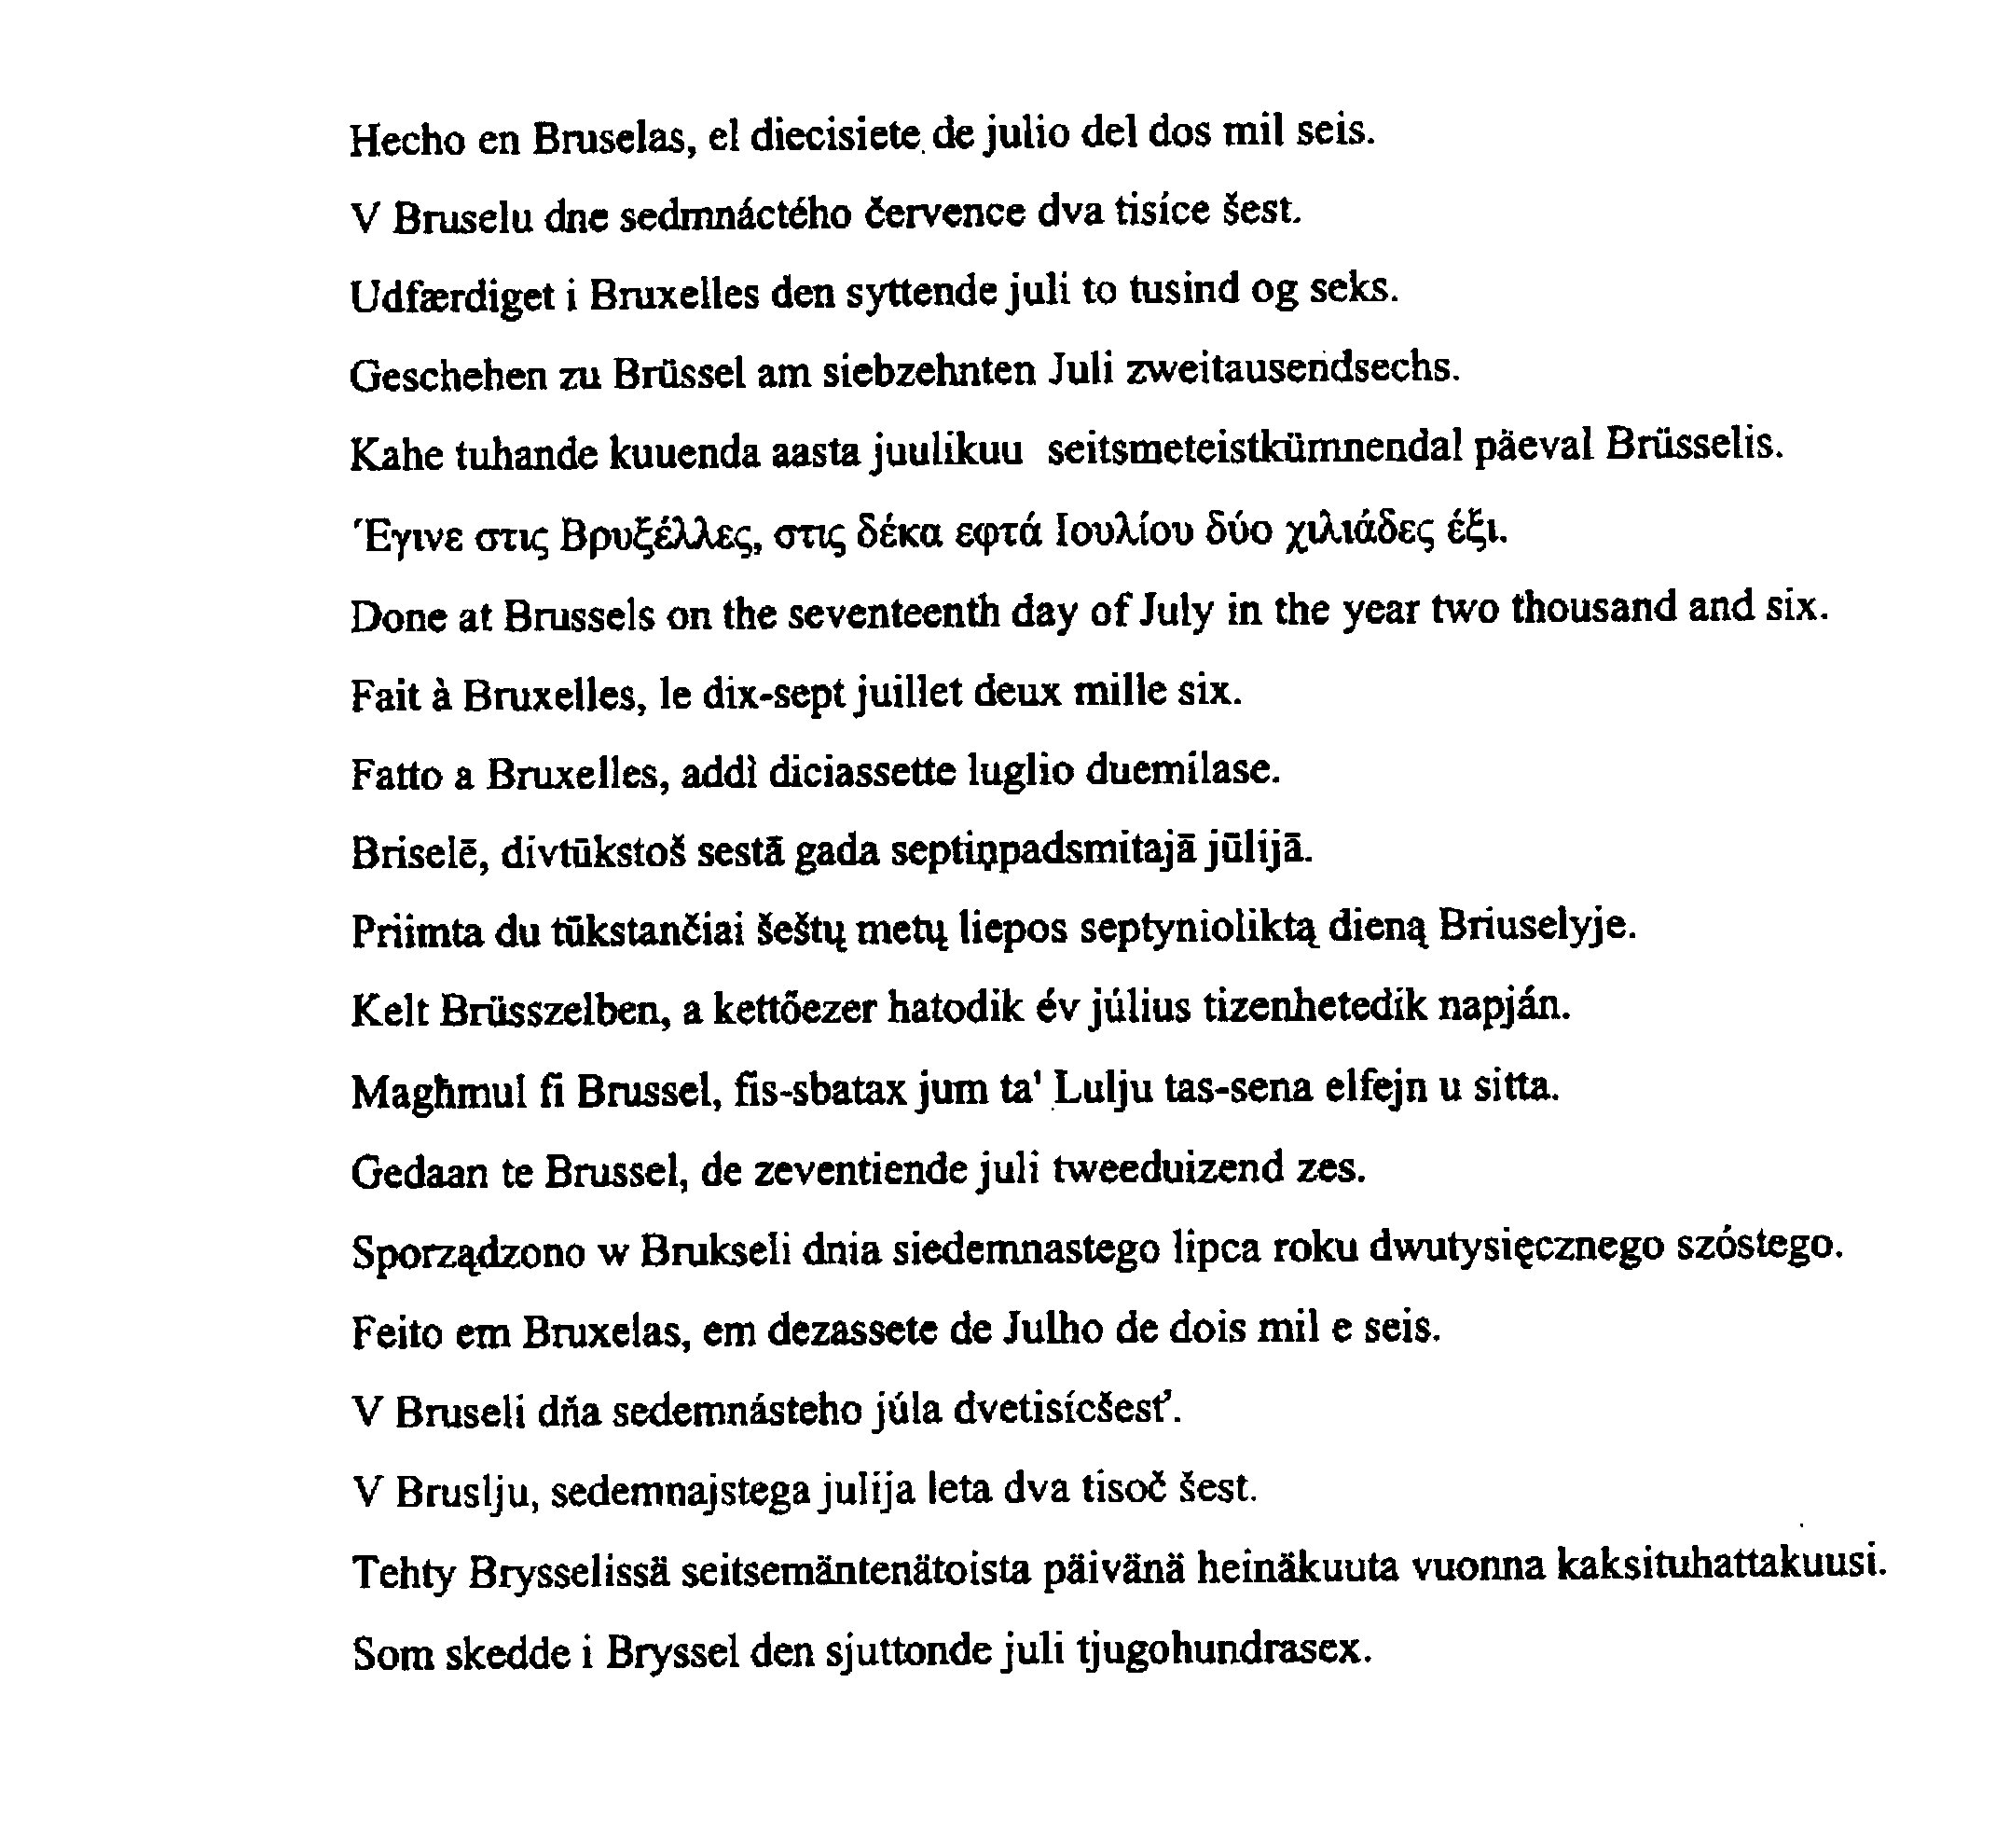 Hecho en Bruselas, el diecisiete de julio del dos mil seis.
V Bruselu dne sedmnáctého července dva tisíce šest.
Udfærdiget i Bruxelles den syttende juli to tusind og seks.
Geschehen zu Brüssel am siebzehnten Juli zweitausendsechs.
Kahe tuhande kuuenda aasta juulikuu seitsmeteistkümnendal päeval Brüsselis.
Έγινε στις Βρυξέλλες, στις δέκα εφτά Ιουλίου δύο χιλιάδες έξι.
Done at Brussels on the seventeenth day of July in the year two thousand and six.
Fait à Bruxelles, le dix-sept juillet deux mille six.
Fatto a Bruxelles, addì diciassette luglio duemilase.
Briselē, divtūkstoš sestā gada septiņpadsmitajā jūlijā.
Priimta du tūkstančiai šeštų metų liepos septynioliktą dieną Briuselyje.
Kelt Brüsszelben, a kettőezer hatodik év július tizenhetedik napján.
Magħmul fi Brussel, fis-sbatax jum ta' Lulju tas-sena elfejn u sitta.
Gedaan te Brussel, de zeventiende juli tweeduizend zes.
Sporządzono w Brukseli dnia siedemnastego lipca roku dwutysięcznego szóstego.
Feito em Bruxelas, em dezassete de Julho de dois mil e seis.
V Bruseli dňa sedemnásteho júla dvetisícšesť.
V Bruslju, sedemnajstega julija leta dva tisoč šest.
Tehty Brysselissä seitsemäntenätoista päivänä heinäkuuta vuonna kaksituhattakuusi.
Som skedde i Bryssel den sjuttonde juli tjugohundrasex.